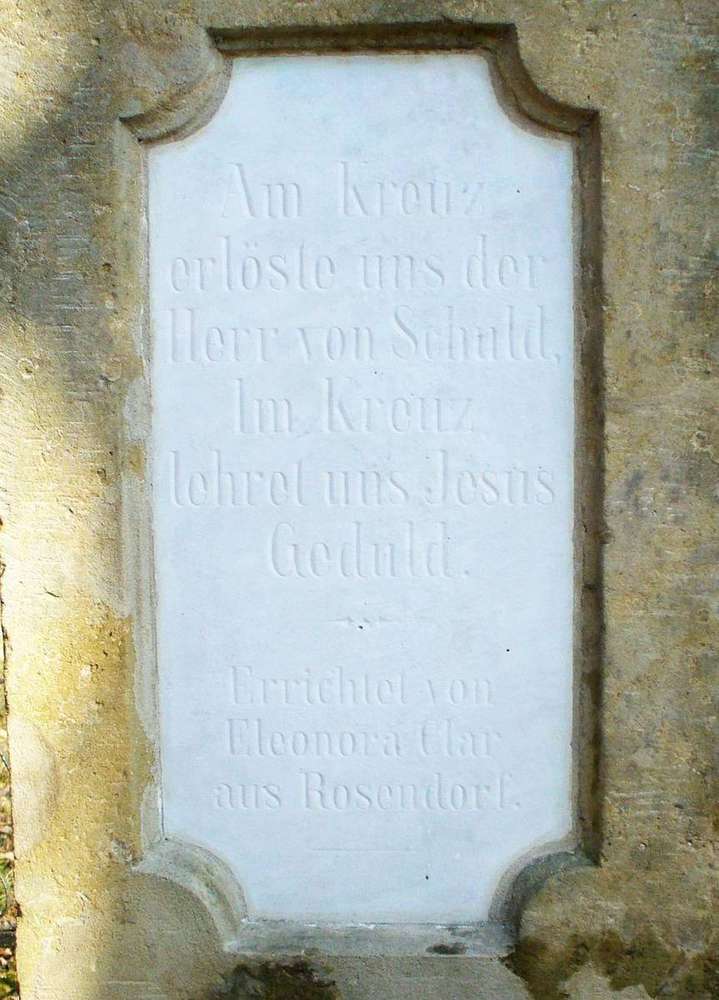 Am Kreuz
erlöste uns der
Herr von Schuld,
Im Kreuz
lehret uns Jesus
Geduld.
Errichtet von
Eleonora Clar
aus Rosendorf.